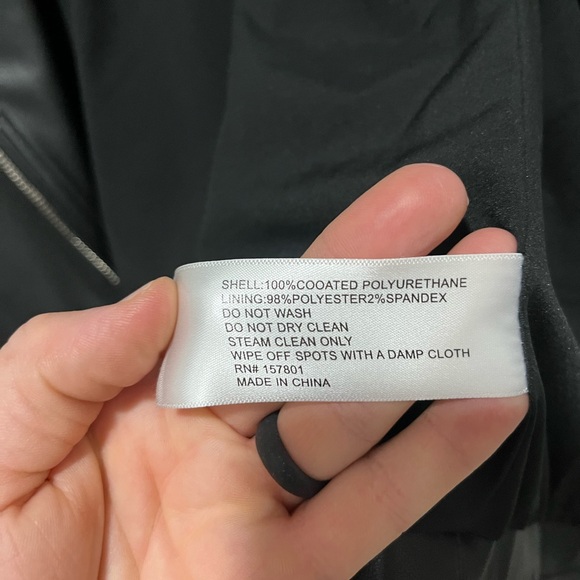 SHELL:100%COOATED POLYURETHANE
LINING:98%POLYESTER2%SPANDEX
DO NOT WASH
DO NOT DRY CLEAN
STEAM CLEAN ONLY
WIPE OFF SPOTS WITH A DAMP CLOTH
RN# 157801
MADE IN CHINA